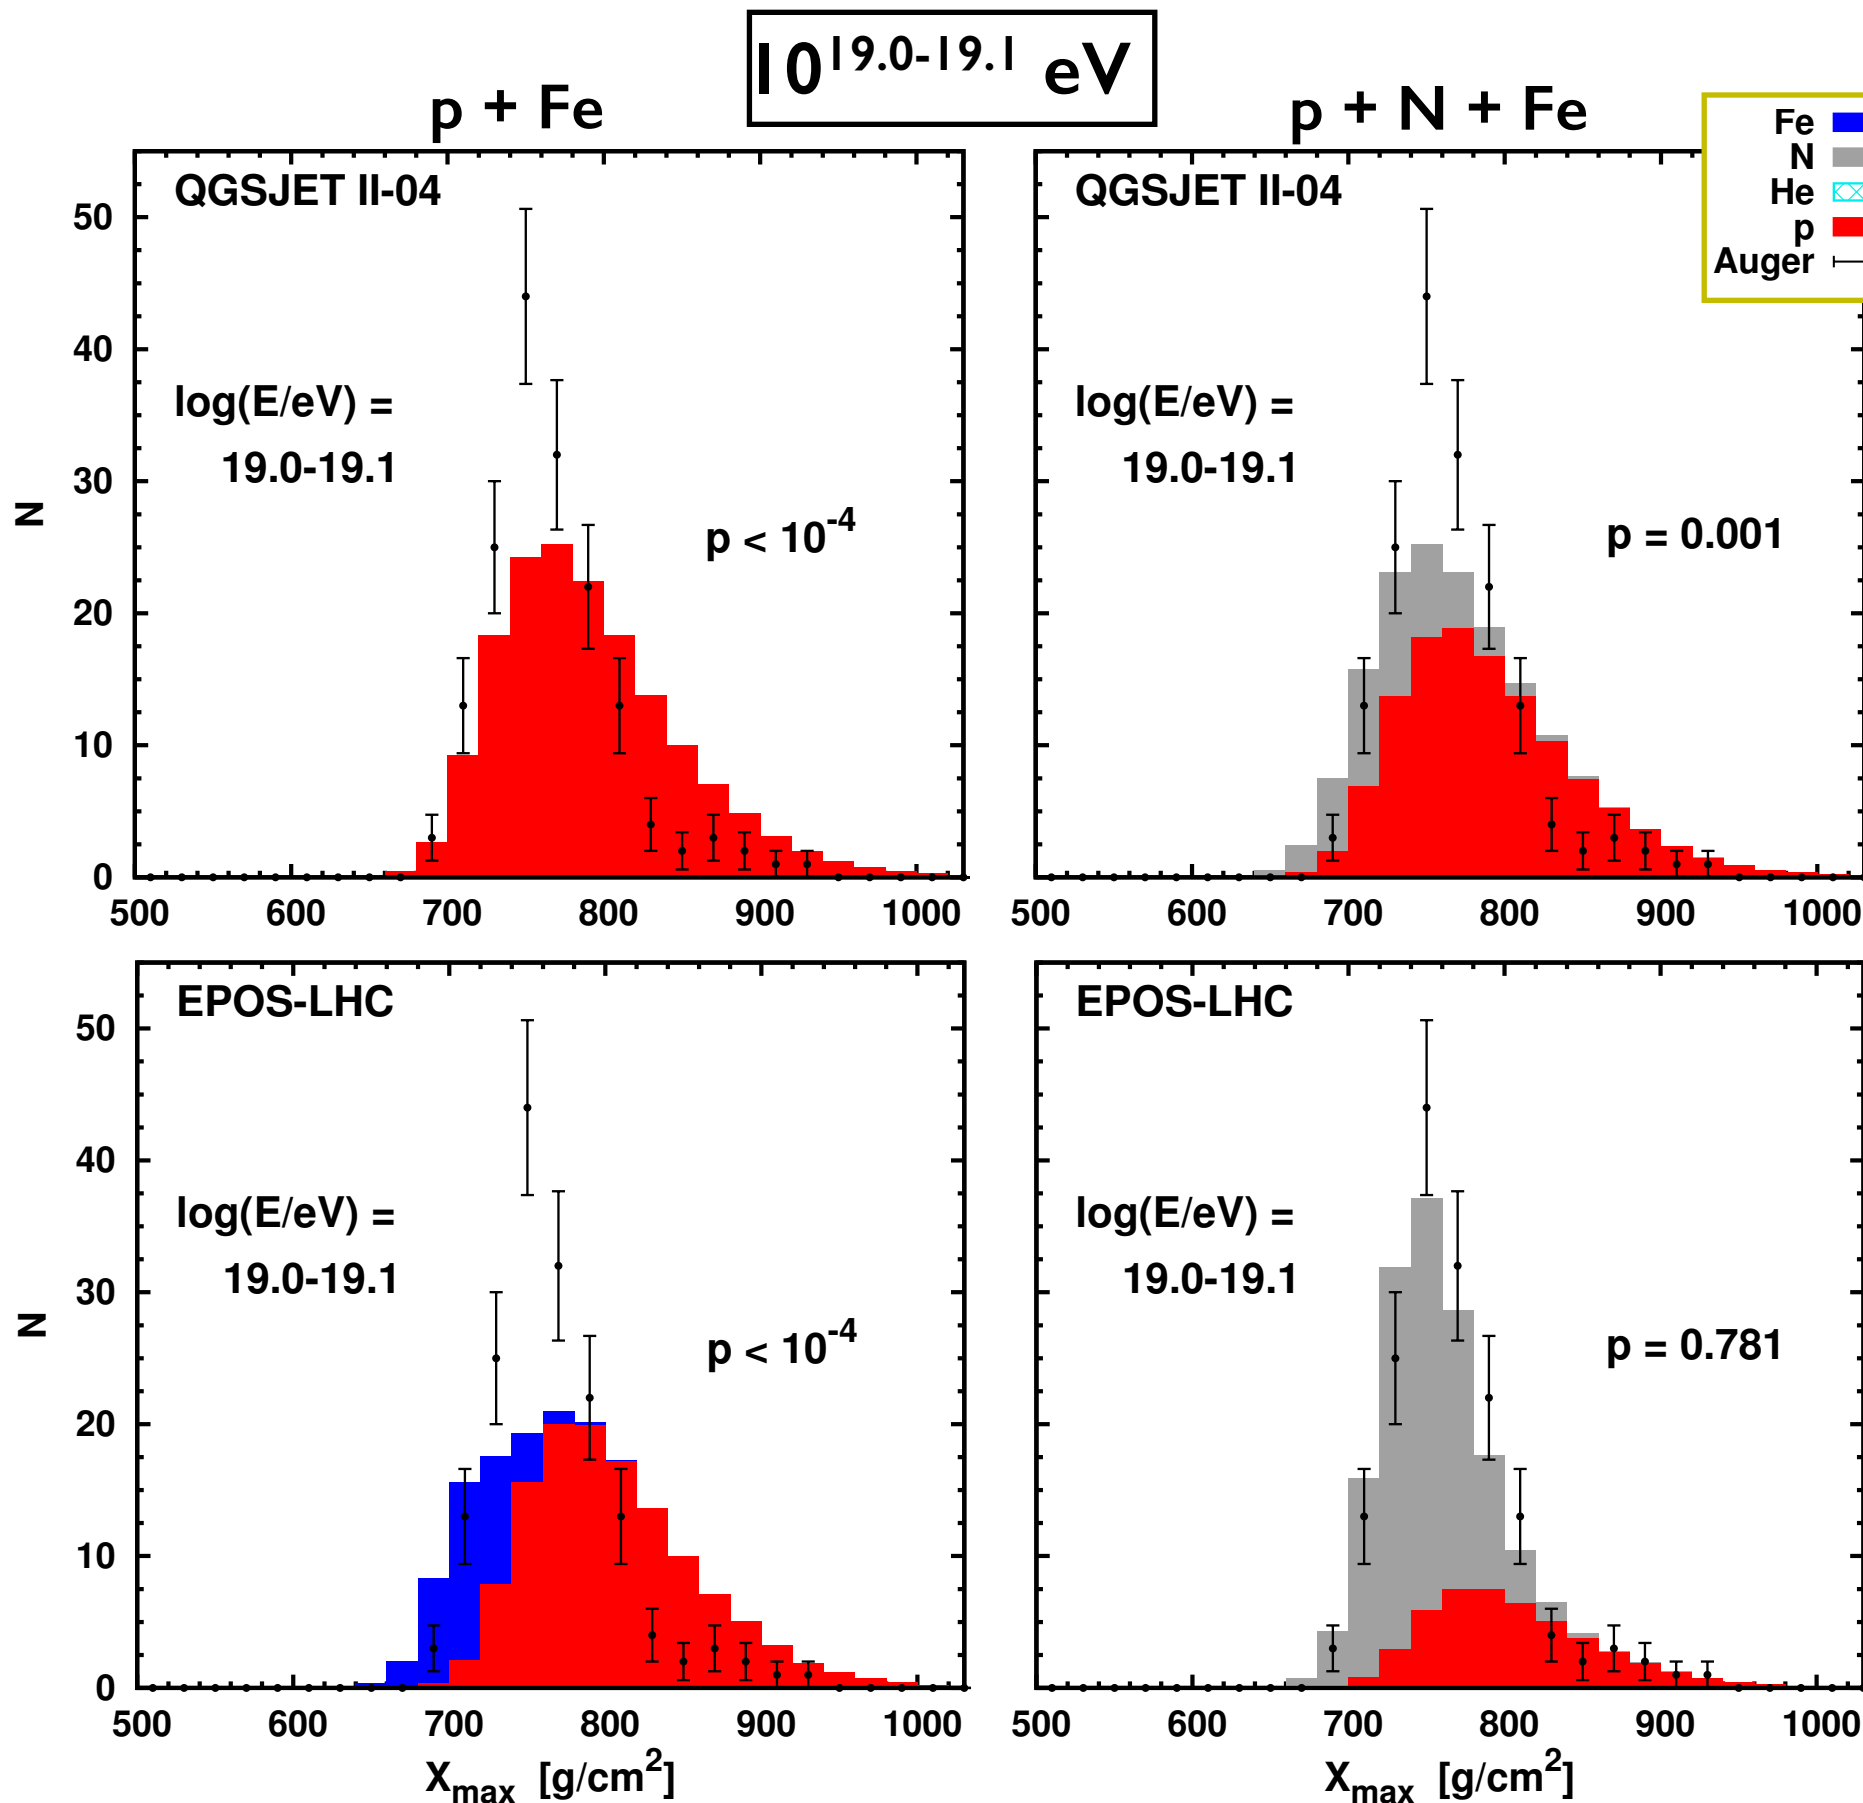 10^19.0-19.1 eV
p + Fe
p + N + Fe
Fe
N
He
p
Auger
QGSJET II-04
log(E/eV) =
19.0-19.1
p < 10^-4
N
50
40
30
20
10
0
500 600 700 800 900 1000
QGSJET II-04
log(E/eV) =
19.0-19.1
p = 0.001
500 600 700 800 900 1000
EPOS-LHC
log(E/eV) =
19.0-19.1
p < 10^-4
N
50
40
30
20
10
0
500 600 700 800 900 1000
X_max [g/cm^2]
EPOS-LHC
log(E/eV) =
19.0-19.1
p = 0.781
500 600 700 800 900 1000
X_max [g/cm^2]